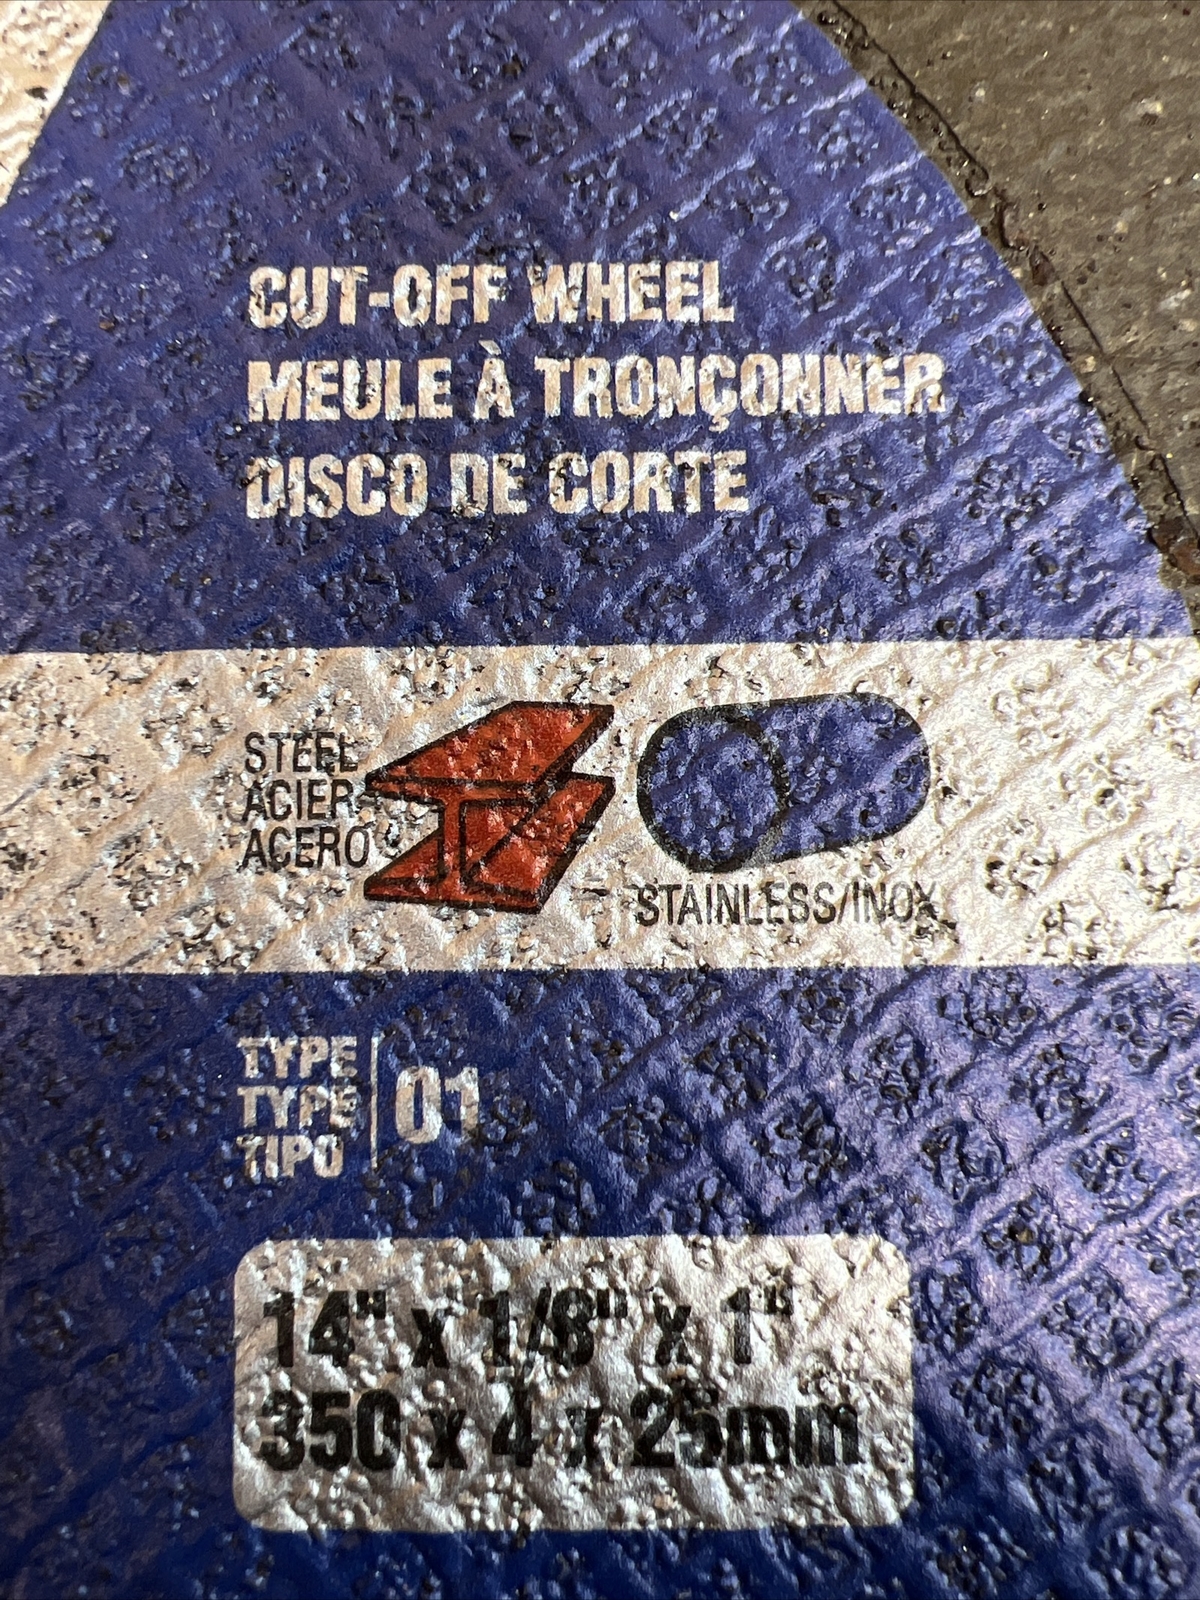 CUT-OFF WHEEL
MEULE À TRONÇONNER
DISCO DE CORTE
STEEL
ACIER
ACERO
STAINLESS/INOX
TYPE
TYPE
TIPO
01
14" x 1/8" x 1"
350 x 4 x 25mm